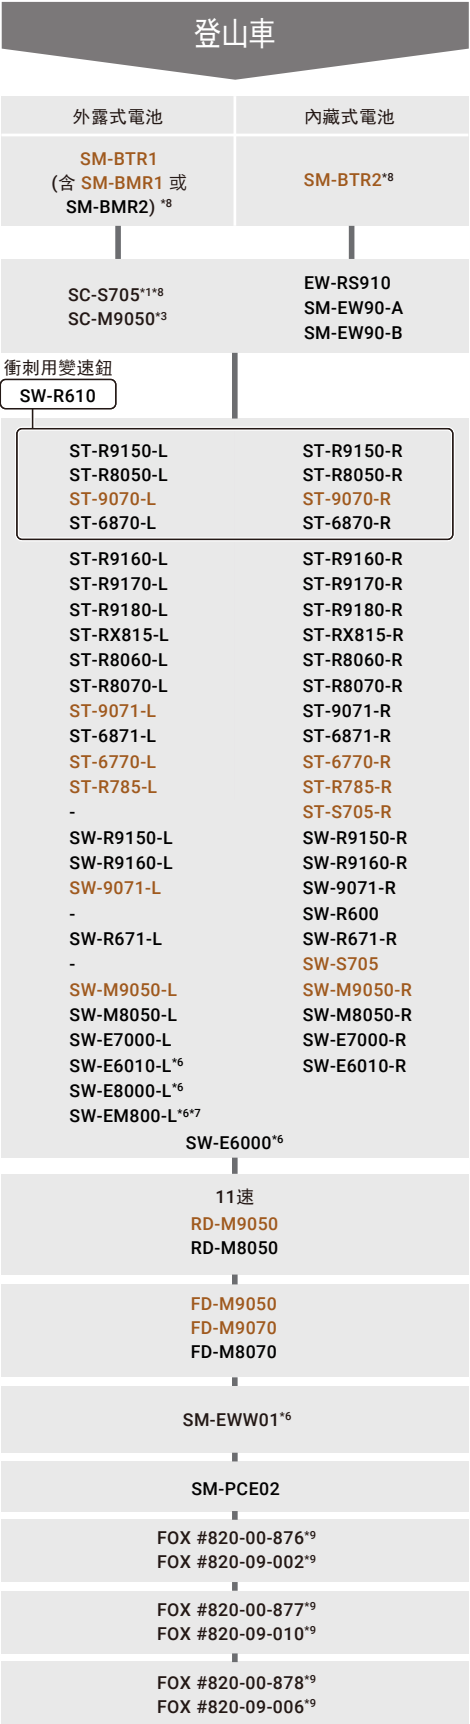 登山車
外露式電池 內藏式電池
SM-BTR1
(含 SM-BMR1 或
SM-BMR2) *8
SM-BTR2*8
SC-S705*1*8
SC-M9050*3
EW-RS910
SM-EW90-A
SM-EW90-B
衝刺用變速鈕
SW-R610
ST-R9150-L ST-R9150-R
ST-R8050-L ST-R8050-R
ST-9070-L ST-9070-R
ST-6870-L ST-6870-R
ST-R9160-L ST-R9160-R
ST-R9170-L ST-R9170-R
ST-R9180-L ST-R9180-R
ST-RX815-L ST-RX815-R
ST-R8060-L ST-R8060-R
ST-R8070-L ST-R8070-R
ST-9071-L ST-9071-R
ST-6871-L ST-6871-R
ST-6770-L ST-6770-R
ST-R785-L ST-R785-R
- ST-S705-R
SW-R9150-L SW-R9150-R
SW-R9160-L SW-R9160-R
SW-9071-L SW-9071-R
- SW-R600
SW-R671-L SW-R671-R
- SW-S705
SW-M9050-L SW-M9050-R
SW-M8050-L SW-M8050-R
SW-E7000-L SW-E7000-R
SW-E6010-L*6 SW-E6010-R
SW-E8000-L*6
SW-EM800-L*6*7
SW-E6000*6
11速
RD-M9050
RD-M8050
FD-M9050
FD-M9070
FD-M8070
SM-EWW01*6
SM-PCE02
FOX #820-00-876*9
FOX #820-09-002*9
FOX #820-00-877*9
FOX #820-09-010*9
FOX #820-00-878*9
FOX #820-09-006*9